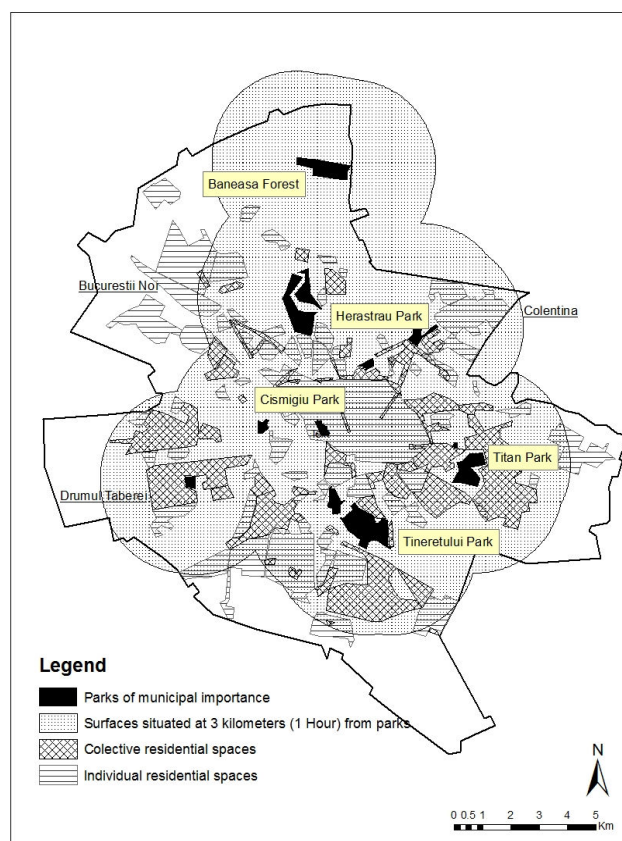 Baneasa Forest
Bucurestii Noi
Herastrau Park
Colentina
Cismigiu Park
Titan Park
Drumul Taberei
Tineretului Park
Legend
Parks of municipal importance
Surfaces situated at 3 kilometers (1 Hour) from parks
Colective residential spaces
Individual residential spaces
N
0 0.5 1 2 3 4 5
Km